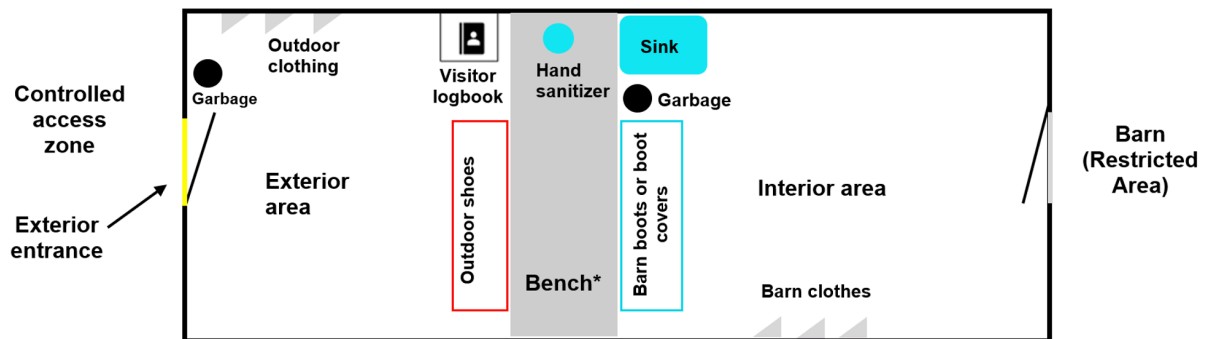 Controlled
access
zone
Exterior
entrance
Outdoor
clothing
Garbage
Exterior
area
Visitor
logbook
Outdoor shoes
Hand
sanitizer
Bench*
Sink
Garbage
Barn boots or boot
covers
Interior area
Barn clothes
Barn
(Restricted
Area)